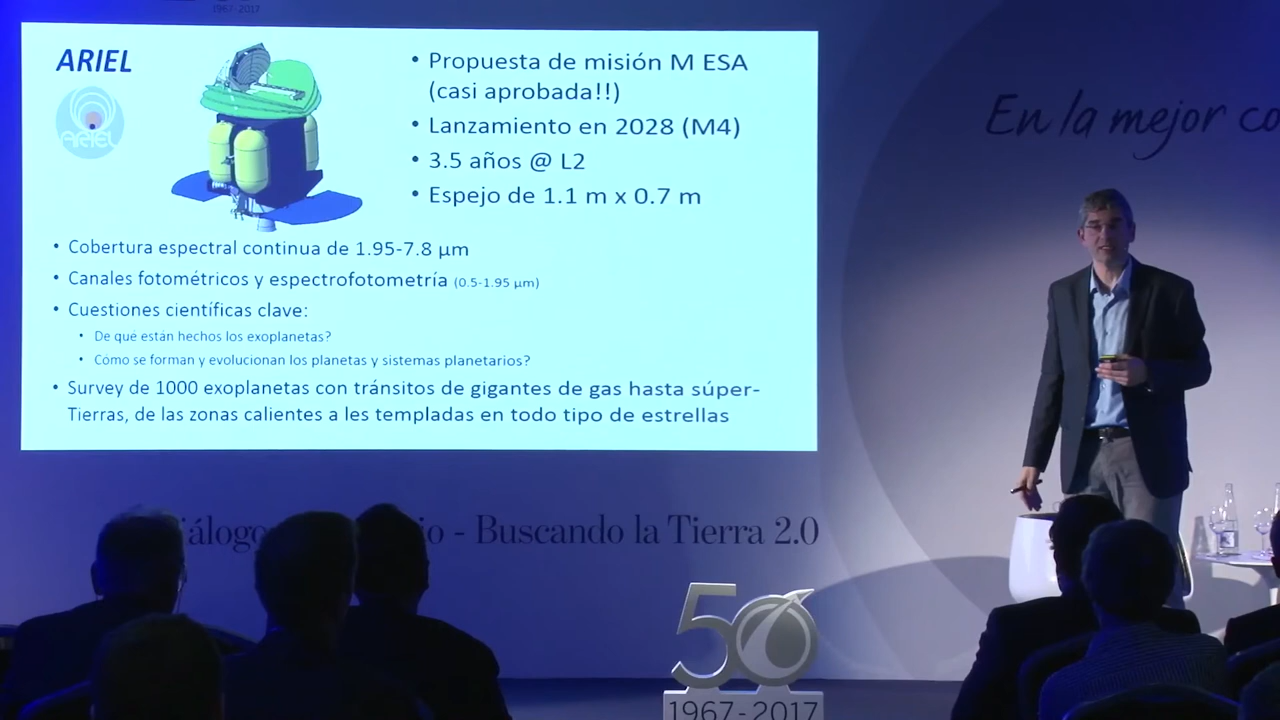 1967-2017
ARIEL
ARIEL
• Propuesta de misión M ESA
(casi aprobada!!)
• Lanzamiento en 2028 (M4)
• 3.5 años @ L2
• Espejo de 1.1 m x 0.7 m
• Cobertura espectral continua de 1.95-7.8 µm
• Canales fotométricos y espectrofotometría (0.5-1.95 µm)
• Cuestiones científicas clave:
• De qué están hechos los exoplanetas?
• Cómo se forman y evolucionan los planetas y sistemas planetarios?
• Survey de 1000 exoplanetas con tránsitos de gigantes de gas hasta súper-
Tierras, de las zonas calientes a les templadas en todo tipo de estrellas
En la mejor co
iálogo io - Buscando la Tierra 2.0
50
1967-2017